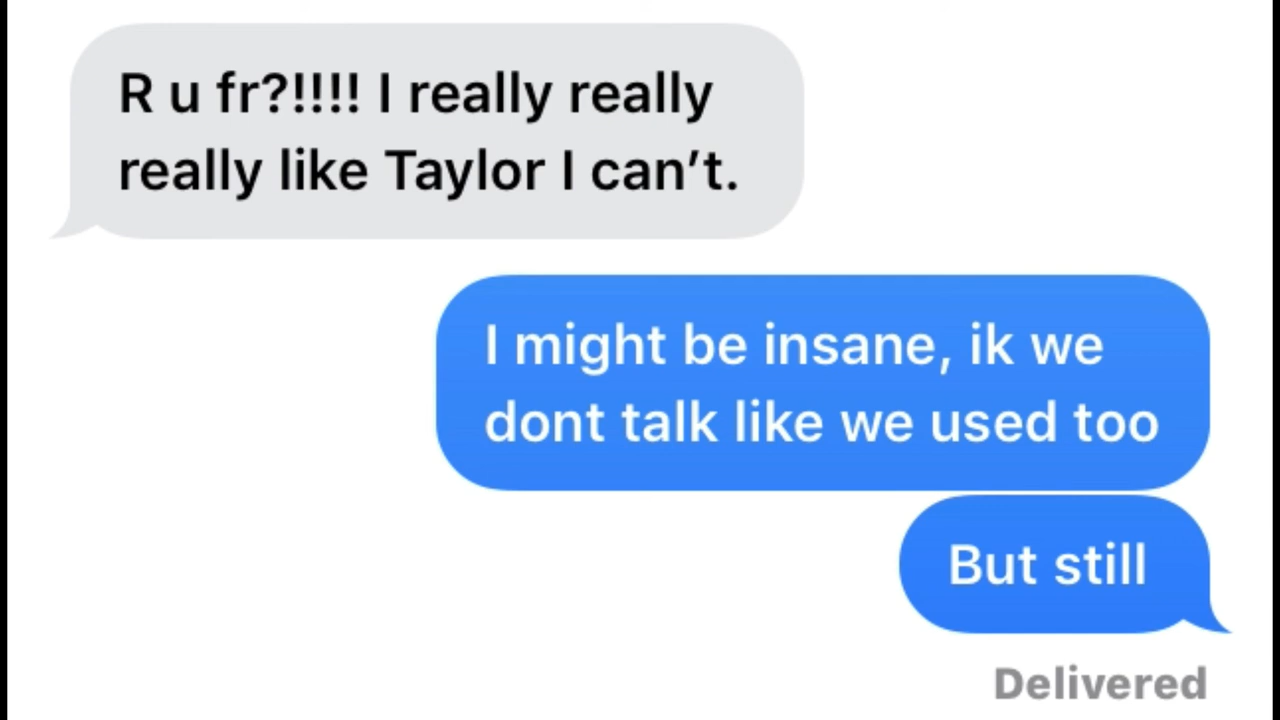 R u fr?!!!! I really really
really like Taylor I can’t.
I might be insane, ik we
dont talk like we used too
But still
Delivered